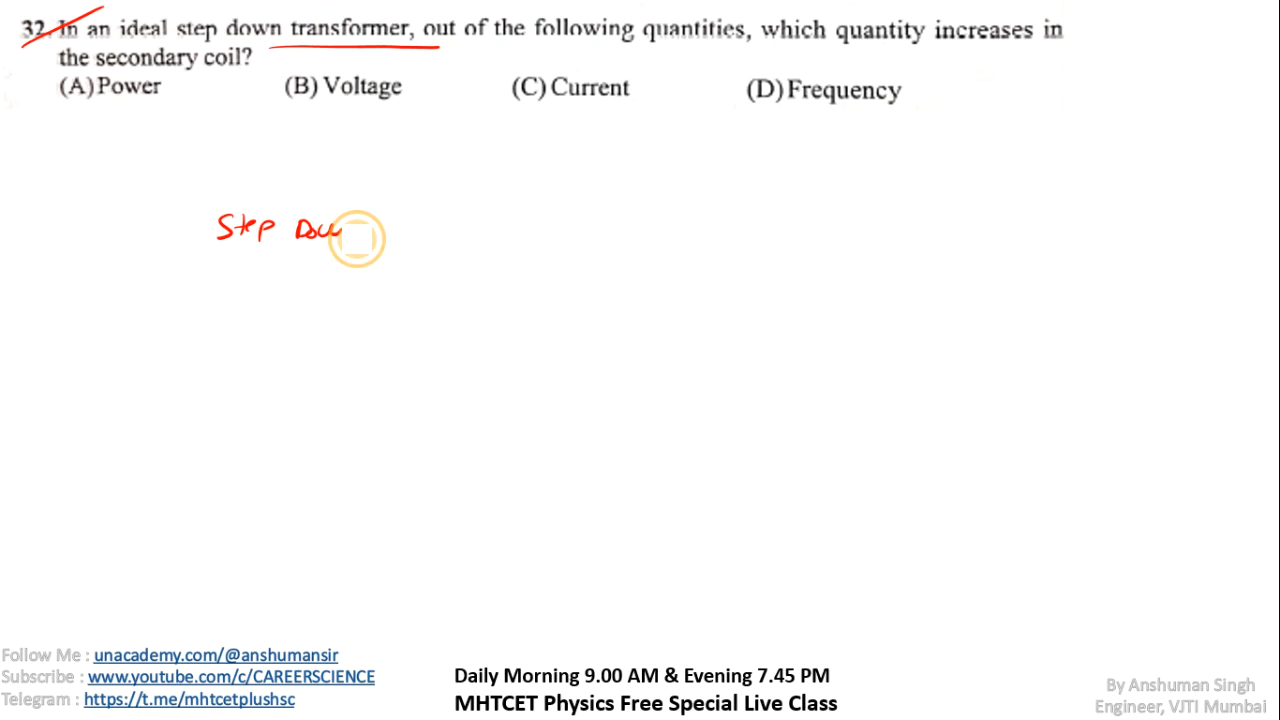 32. In an ideal step down transformer, out of the following quantities, which quantity increases in
the secondary coil?
(A) Power (B) Voltage (C) Current (D) Frequency
Step Dow
Follow Me : unacademy.com/@anshumansir
Subscribe : www.youtube.com/c/CAREERSCIENCE
Telegram : https://t.me/mhtcetplushsc
Daily Morning 9.00 AM & Evening 7.45 PM
MHTCET Physics Free Special Live Class
By Anshuman Singh
Engineer, VJTI Mumbai